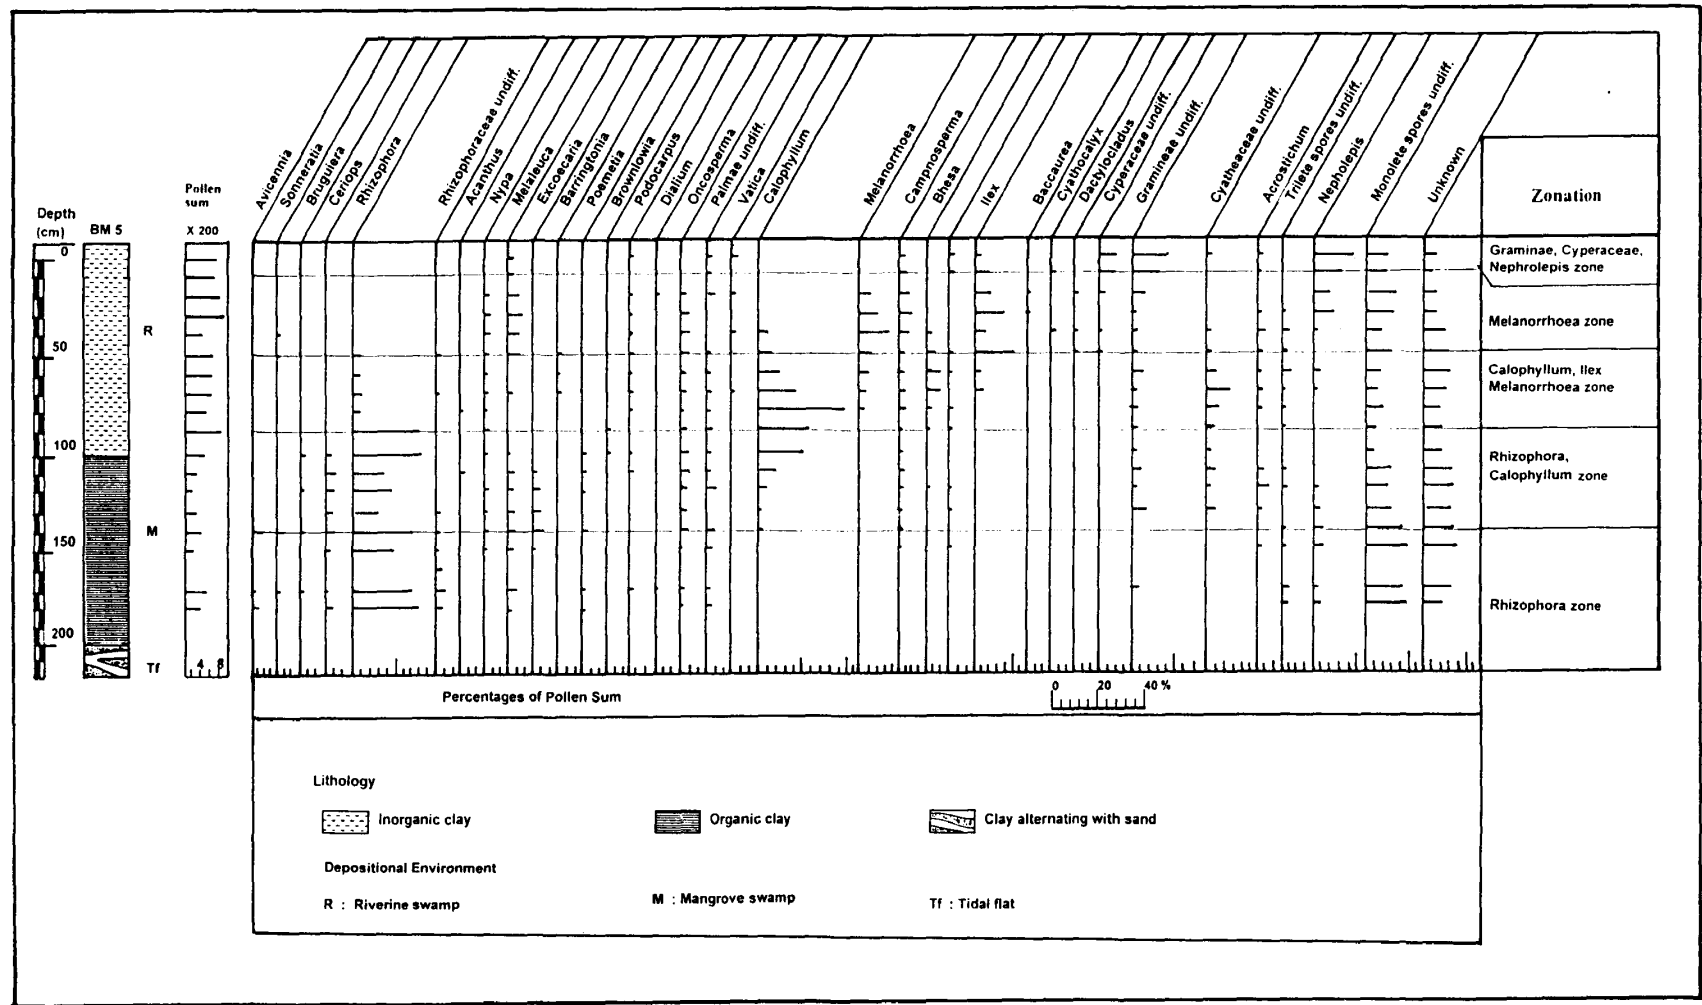 Depth
(cm)
BM 5
Pollen
sum
X 200
Avicennia
Sonneratia
Bruguiera
Ceriops
Rhizophora
Rhizophoraceae undiff.
Acanthus
Nypa
Melaleuca
Excoecaria
Barringtonia
Poemetia
Brownlowia
Podocarpus
Diallum
Oncosperma
Palmae undiff.
Vatica
Calophyllum
Melanorrhoea
Campnosperma
Bhesa
Ilex
Baccaurea
Cyathocalyx
Dactylocladus
Cyperaceae undiff.
Gramineae undiff.
Cyatheaceae undiff.
Acrostichum
Trilete spores undiff.
Nepholepis
Monolete spores undiff.
Unknown
Zonation
0
50
100
150
200
R
M
Tf
4 8
Graminae, Cyperaceae,
Nephrolepis zone
Melanorrhoea zone
Calophyllum, Ilex
Melanorrhoea zone
Rhizophora,
Calophyllum zone
Rhizophora zone
Percentages of Pollen Sum
0 20 40 %
Lithology
Inorganic clay
Organic clay
Clay alternating with sand
Depositional Environment
R : Riverine swamp
M : Mangrove swamp
Tf : Tidal flat